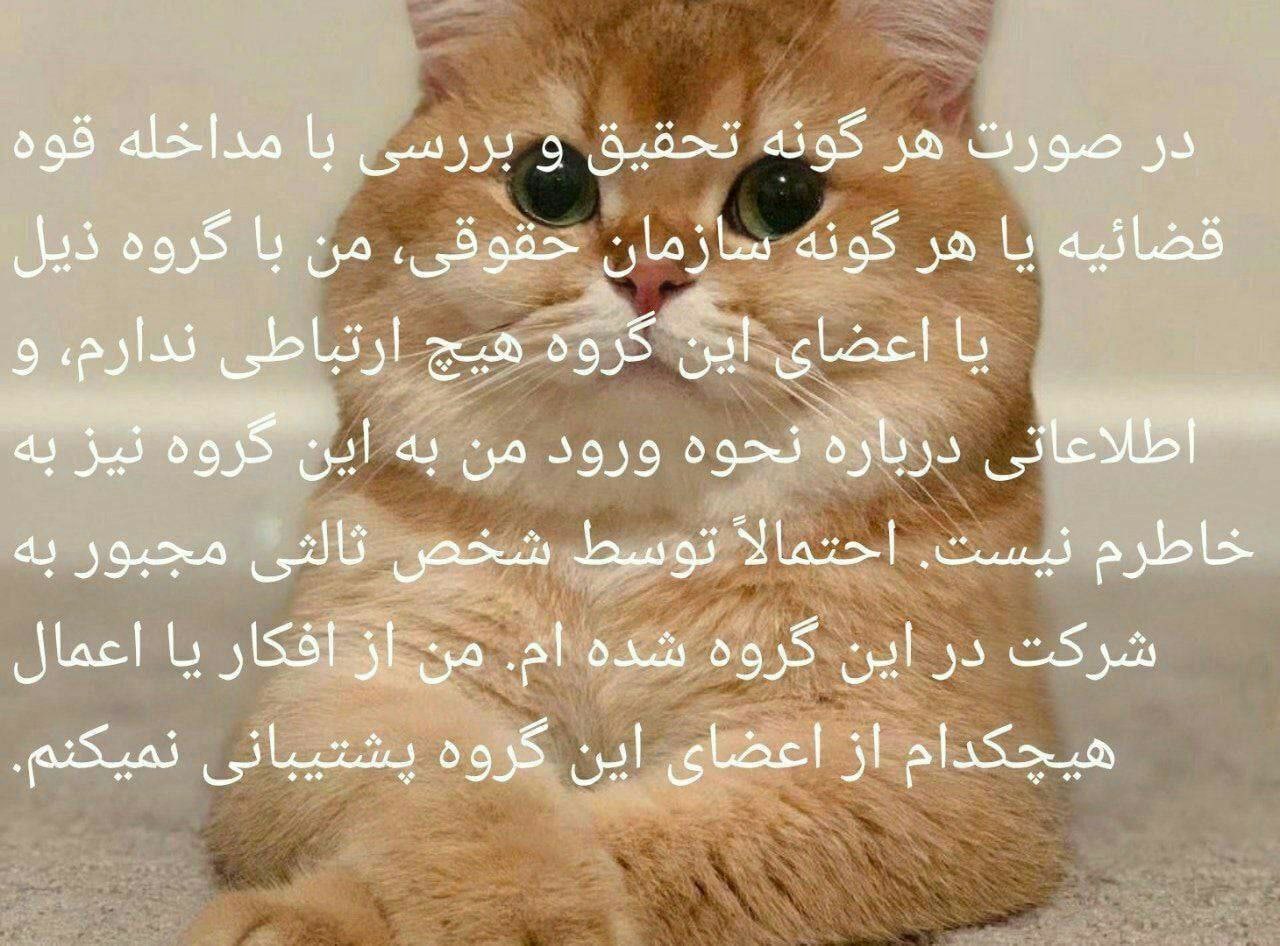 در صورت هر گونه تحقیق و بررسی با مداخله قوه
قضائیه یا هر گونه سازمان حقوقی، من با گروه ذیل
یا اعضای این گروه هیچ ارتباطی ندارم، و
اطلاعاتی درباره نحوه ورود من به این گروه نیز به
خاطرم نیست. احتمالاً توسط شخص ثالثی مجبور به
شرکت در این گروه شده ام. من از افکار یا اعمال
هیچکدام از اعضای این گروه پشتیبانی نمیکنم.